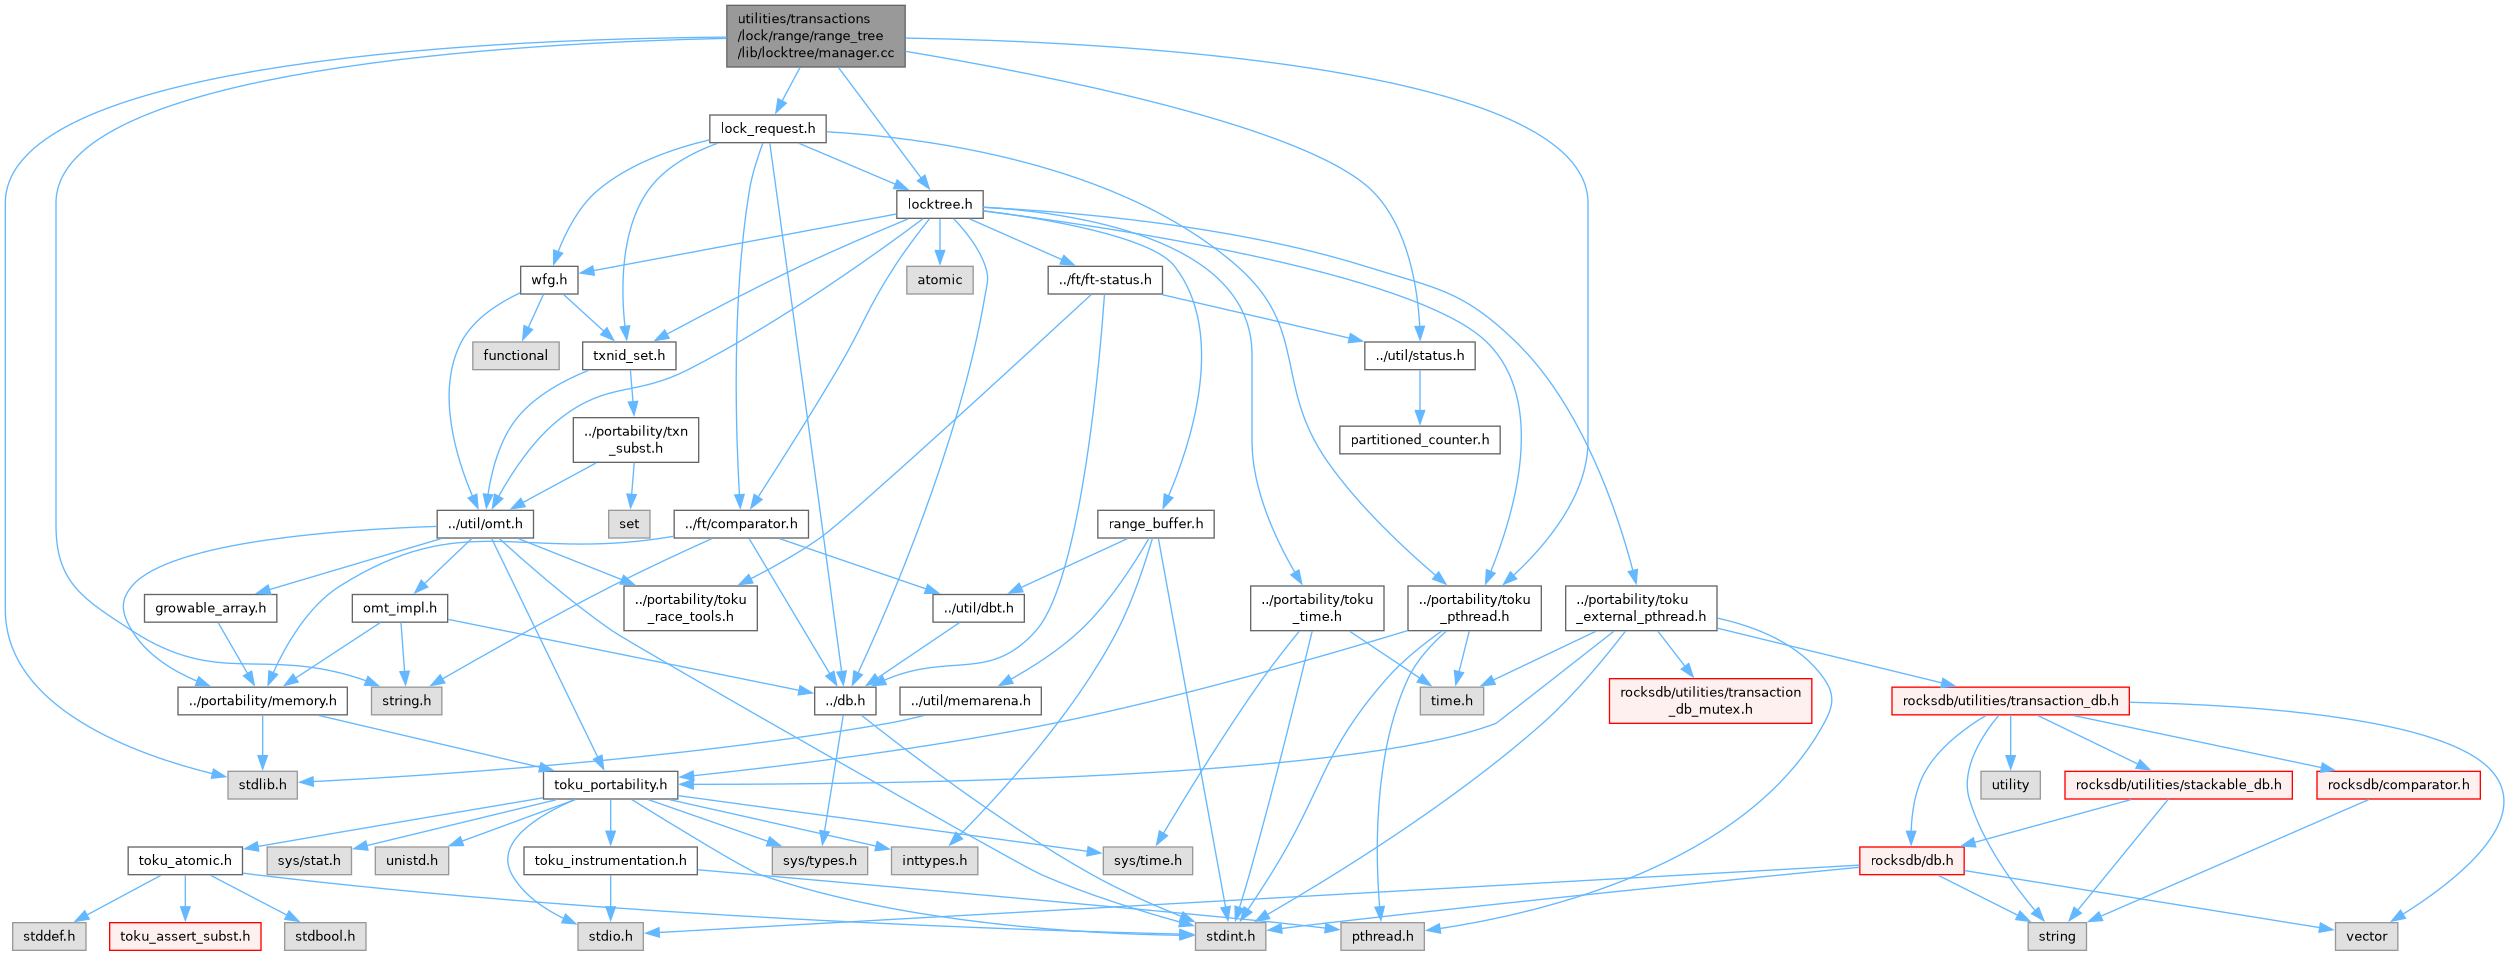 utilities/transactions
/lock/range/range_tree
/lib/locktree/manager.cc
lock_request.h
locktree.h
wfg.h
atomic
../ft/ft-status.h
functional
txnid_set.h
../util/status.h
../portability/txn
_subst.h
partitioned_counter.h
../util/omt.h
set
../ft/comparator.h
range_buffer.h
growable_array.h
omt_impl.h
../portability/toku
_race_tools.h
../util/dbt.h
../portability/toku
_time.h
../portability/toku
_pthread.h
../portability/toku
_external_pthread.h
../portability/memory.h
string.h
../db.h
../util/memarena.h
time.h
rocksdb/utilities/transaction
_db_mutex.h
rocksdb/utilities/transaction_db.h
stdlib.h
toku_portability.h
utility
rocksdb/utilities/stackable_db.h
rocksdb/comparator.h
toku_atomic.h
sys/stat.h
unistd.h
toku_instrumentation.h
sys/types.h
inttypes.h
sys/time.h
rocksdb/db.h
stddef.h
toku_assert_subst.h
stdbool.h
stdio.h
stdint.h
pthread.h
string
vector